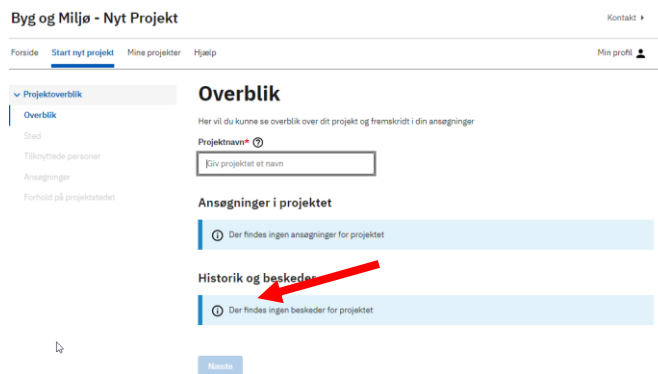 Byg og Miljø - Nyt Projekt
Kontakt
Forside Start nyt projekt Mine projekter Hjælp Min profil
Projektoverblik
Overblik
Sted
Tilknyttede personer
Ansøgninger
Forhold på projektstedet
Overblik
Her vil du kunne se overblik over dit projekt og fremskridt i din ansøgninger
Projektnavn*
Giv projektet et navn
Ansøgninger i projektet
Der findes ingen ansøgninger for projektet
Historik og beskeder
Der findes ingen beskeder for projektet
Næste